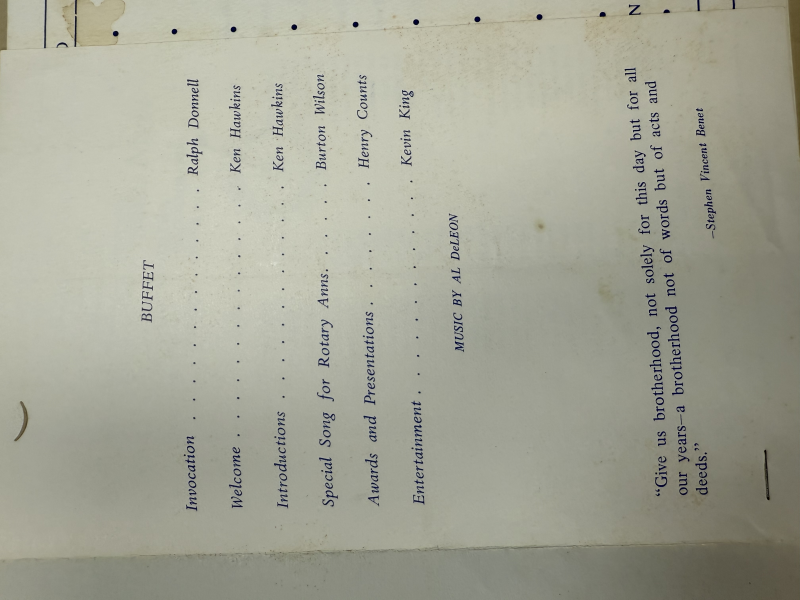 BUFFET
Invocation . . . . . . . . . . . . . . Ralph Donnell
Welcome . . . . . . . . . . . . . . . Ken Hawkins
Introductions . . . . . . . . . . . . . Ken Hawkins
Special Song for Rotary Anns. . . . . . Burton Wilson
Awards and Presentations . . . . . . . . Henry Counts
Entertainment . . . . . . . . . . . . . Kevin King
MUSIC BY AL DeLEON
“Give us brotherhood, not solely for this day but for all
our years—a brotherhood not of words but of acts and
deeds.”
—Stephen Vincent Benet